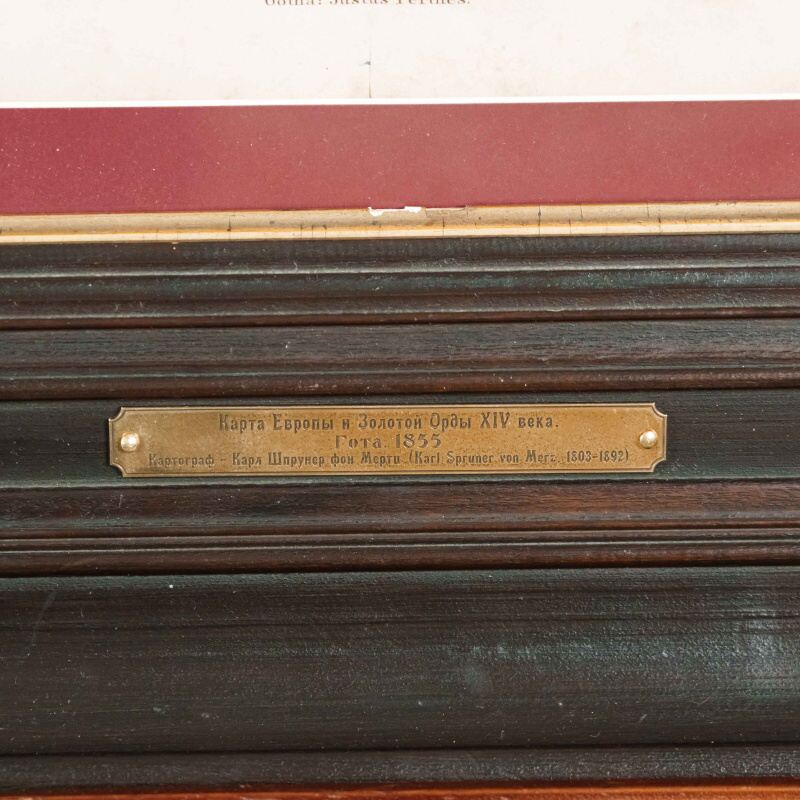 Gotha: Justus Perthes.
Карта Европы и Золотой Орды XIV века.
Гота. 1855
Картограф - Карл Шпрунер фон Мертц. (Karl Spruner von Merz, 1803-1892)